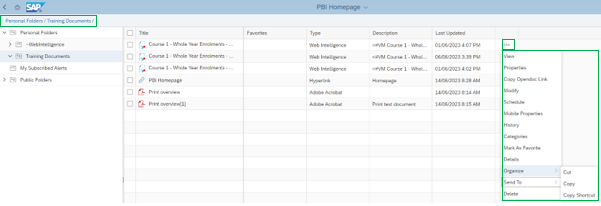 SAP
PBI Homepage
Personal Folders / Training Documents /
Personal Folders
~WebIntelligence
Training Documents
My Subscribed Alerts
Public Folders
Title Favorites Type Description Last Updated
Course 1 - Whole Year Enrolments - ... Web Intelligence =#VM Course 1 - Whol... 01/06/2023 4:07 PM
Course 1 - Whole Year Enrolments - ... Web Intelligence =#VM Course 1 - Whol... 06/06/2023 3:39 PM
Course 1 - Whole Year Enrolments - ... Web Intelligence =#VM Course 1 - Whol... 01/06/2023 4:02 PM
PBI Homepage Hyperlink Homepage 14/06/2023 8:28 AM
Print overview Adobe Acrobat 14/06/2023 8:14 AM
Print overview(1) Adobe Acrobat Print test document 14/06/2023 8:15 AM
View
Properties
Copy Opendoc Link
Modify
Schedule
Mobile Properties
History
Categories
Mark As Favorite
Details
Organize
Send To
Delete
Cut
Copy
Copy Shortcut